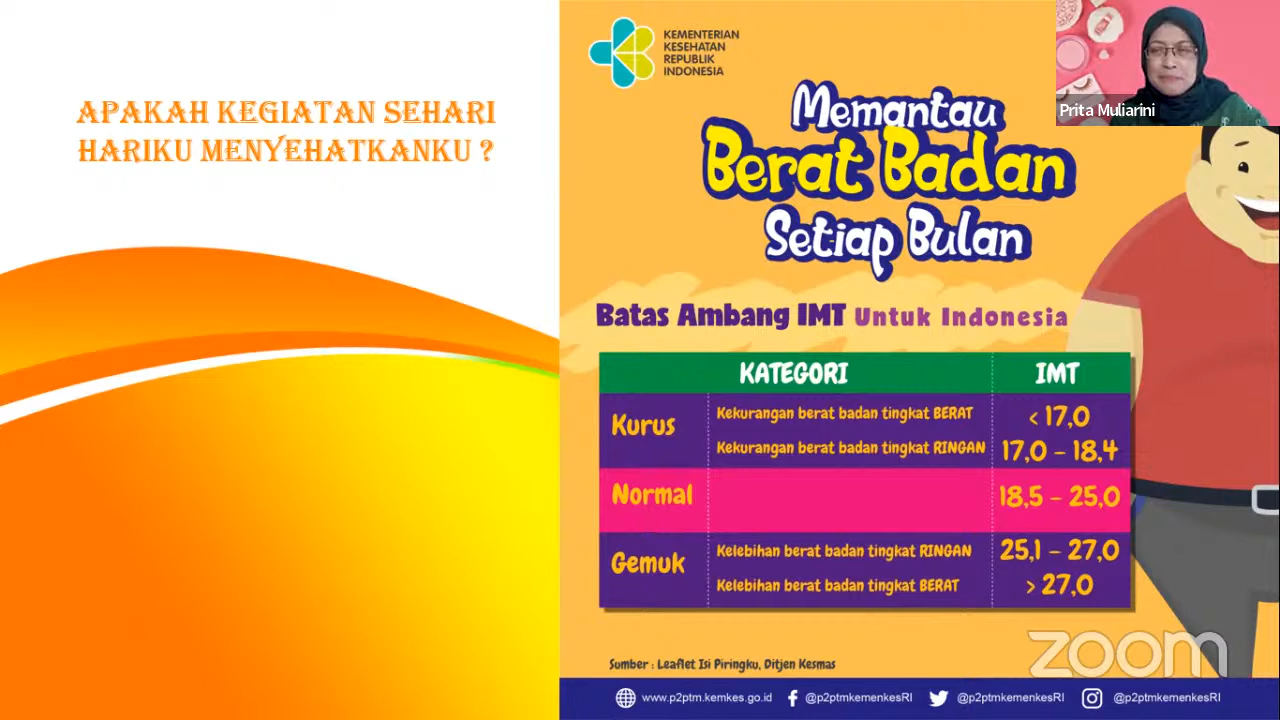 APAKAH KEGIATAN SEHARI
HARIKU MENYEHATKANKU ?
KEMENTERIAN
KESEHATAN
REPUBLIK
INDONESIA
Prita Muliarini
Memantau
Berat Badan
Setiap Bulan
Batas Ambang IMT Untuk Indonesia
KATEGORI IMT
Kurus
Kekurangan berat badan tingkat BERAT < 17,0
Kekurangan berat badan tingkat RINGAN 17,0 - 18,4
Normal 18,5 - 25,0
Gemuk
Kelebihan berat badan tingkat RINGAN 25,1 - 27,0
Kelebihan berat badan tingkat BERAT > 27,0
zoom
Sumber : Leaflet Isi Piringku, Ditjen Kesmas
www.p2ptm.kemkes.go.id @p2ptmkemenkesRI @p2ptmkemenkesRI @p2ptmkemenkesRI